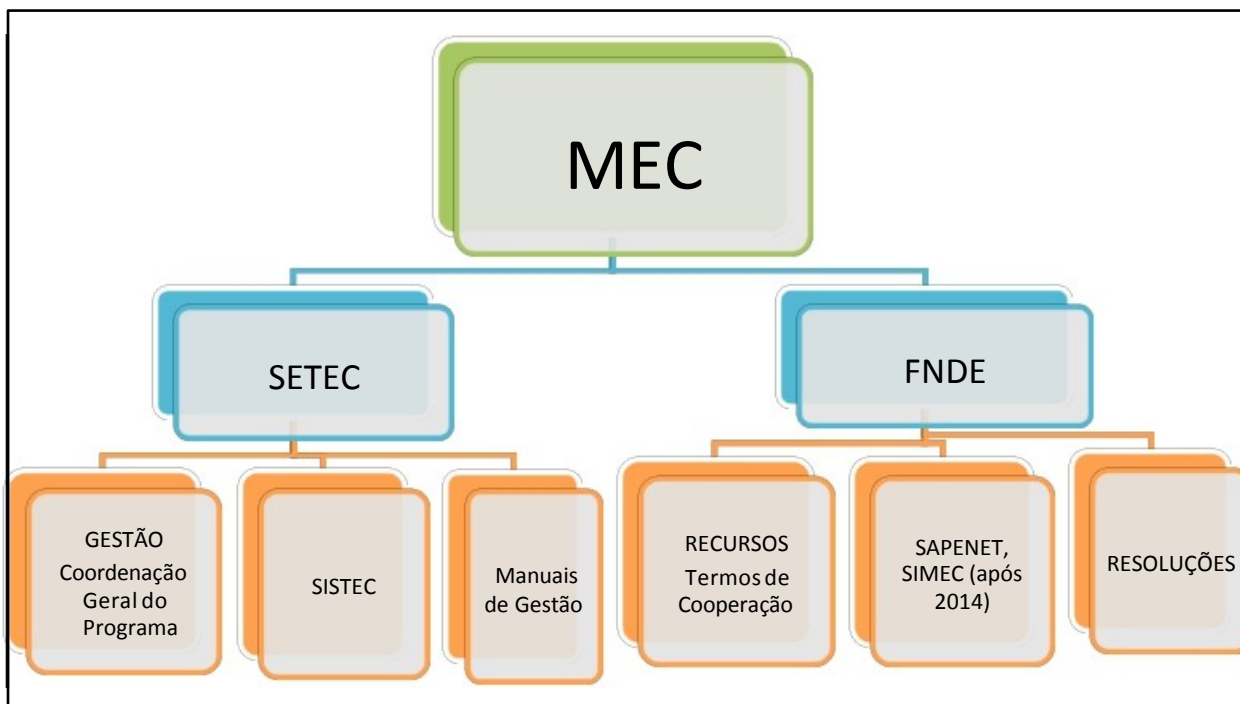 MEC
SETEC
FNDE
GESTÃO
Coordenação
Geral do
Programa
SISTEC
Manuais
de Gestão
RECURSOS
Termos de
Cooperação
SAPENET,
SIMEC (após
2014)
RESOLUÇÕES